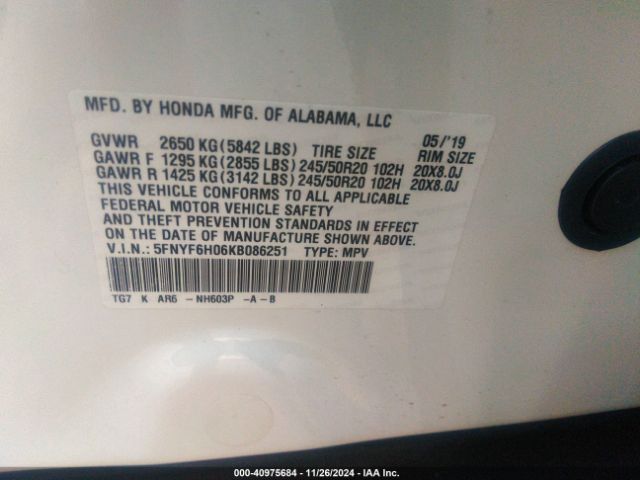 MFD. BY HONDA MFG. OF ALABAMA, LLC
GVWR 2650 KG (5842 LBS) TIRE SIZE 05/'19 RIM SIZE
GAWR F 1295 KG (2855 LBS) 245/50R20 102H 20X8.0J
GAWR R 1425 KG (3142 LBS) 245/50R20 102H 20X8.0J
THIS VEHICLE CONFORMS TO ALL APPLICABLE
FEDERAL MOTOR VEHICLE SAFETY
AND THEFT PREVENTION STANDARDS IN EFFECT
ON THE DATE OF MANUFACTURE SHOWN ABOVE.
V.I.N.: 5FNYF6H06KB086251 TYPE: MPV
TG7 K AR6 -NH603P -A-B
000-40975684 - 11/26/2024 - IAA Inc.